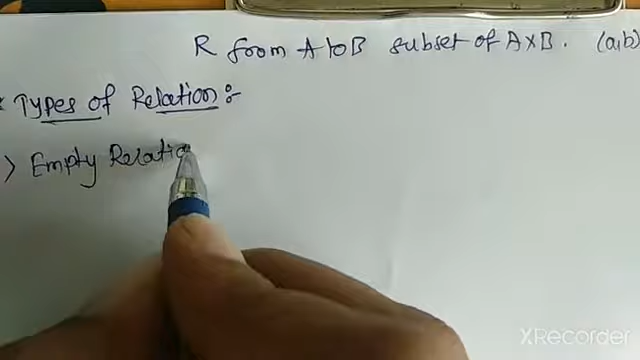 R from A to B subset of A×B. (a,b)
* Types of Relation :-
> Empty Relatio
XRecorder